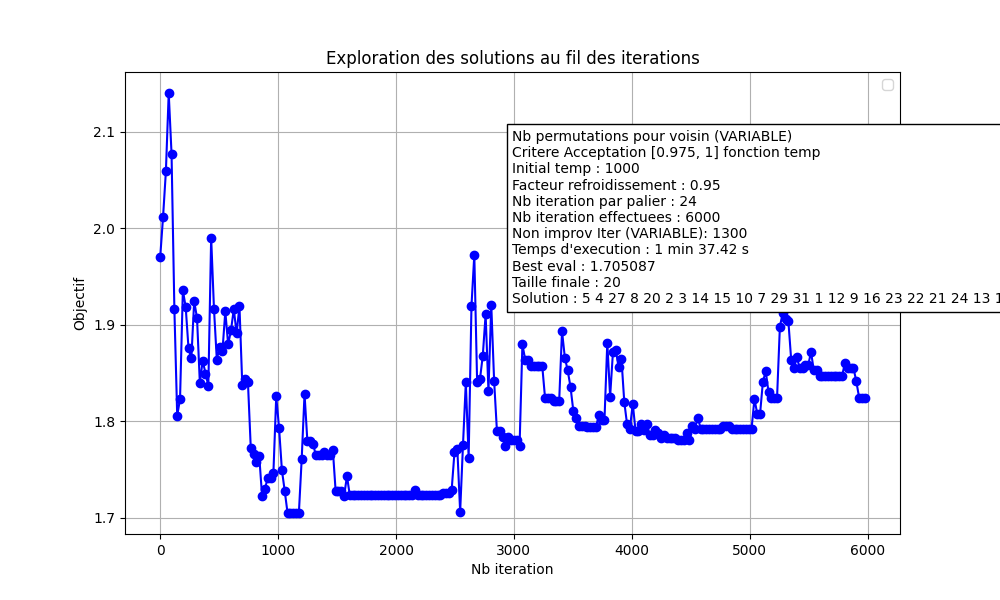 Exploration des solutions au fil des iterations
Objectif
2.1
2.0
1.9
1.8
1.7
Nb permutations pour voisin (VARIABLE)
Critere Acceptation [0.975, 1] fonction temp
Initial temp : 1000
Facteur refroidissement : 0.95
Nb iteration par palier : 24
Nb iteration effectuees : 6000
Non improv Iter (VARIABLE): 1300
Temps d'execution : 1 min 37.42 s
Best eval : 1.705087
Taille finale : 20
Solution : 5 4 27 8 20 2 3 14 15 10 7 29 31 1 12 9 16 23 22 21 24 13 1
0 1000 2000 3000 4000 5000 6000
Nb iteration